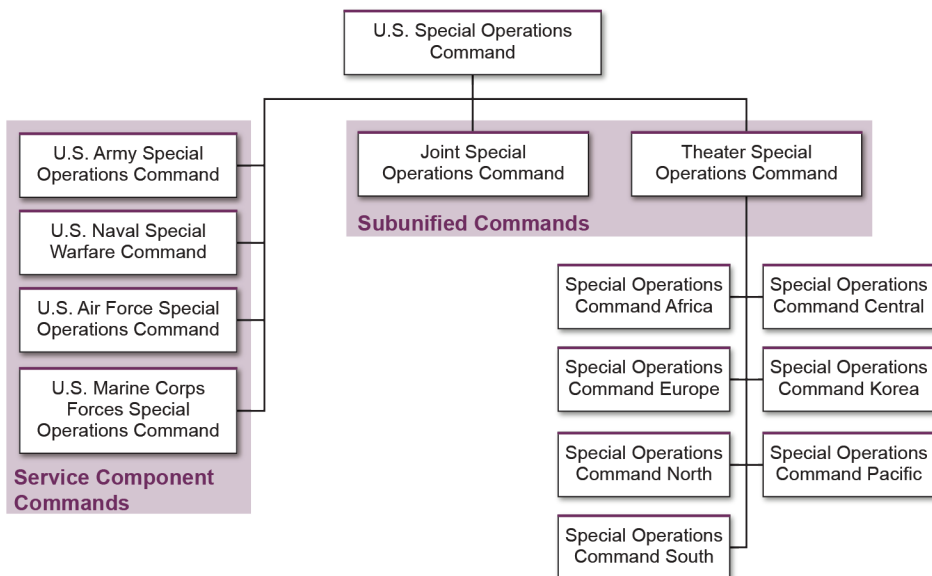 U.S. Special Operations
Command
U.S. Army Special
Operations Command
U.S. Naval Special
Warfare Command
U.S. Air Force Special
Operations Command
U.S. Marine Corps
Forces Special
Operations Command
Service Component
Commands
Joint Special
Operations Command
Theater Special
Operations Command
Subunified Commands
Special Operations
Command Africa
Special Operations
Command Central
Special Operations
Command Europe
Special Operations
Command Korea
Special Operations
Command North
Special Operations
Command Pacific
Special Operations
Command South